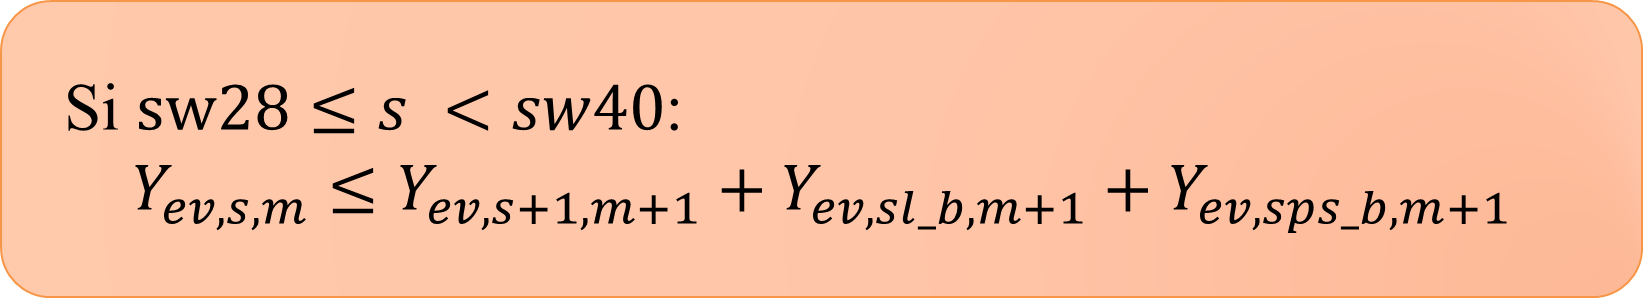 Si sw28 ≤ s < sw40:
Y_{ev,s,m} ≤ Y_{ev,s+1,m+1} + Y_{ev,sl_b,m+1} + Y_{ev,sps_b,m+1}